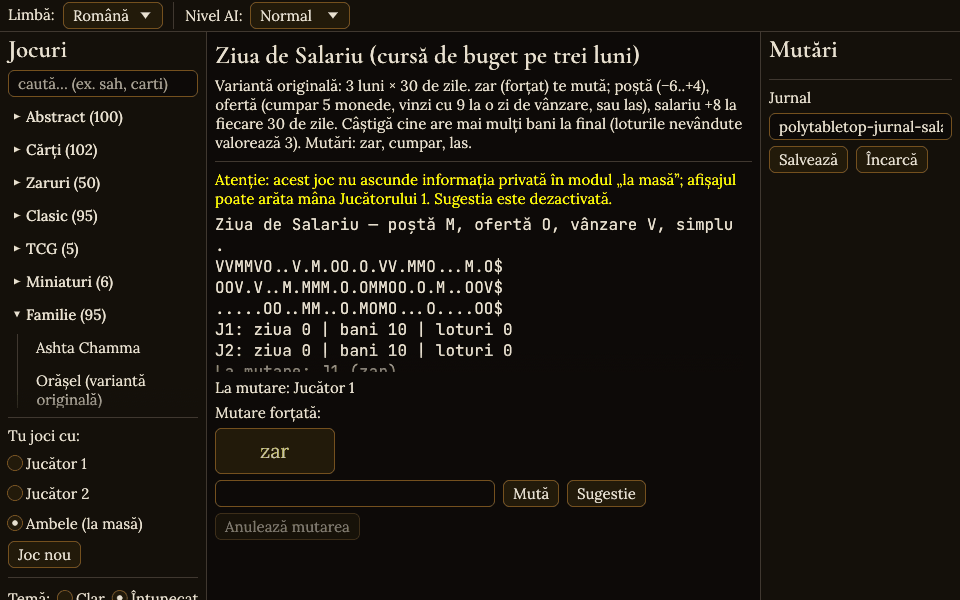 Limbă: Română Nivel AI: Normal
Jocuri
caută... (ex. sah, carti)
Abstract (100)
Cărți (102)
Zaruri (50)
Clasic (95)
TCG (5)
Miniaturi (6)
Familie (95)
Ashta Chamma
Orășel (variantă
originală)
Tu joci cu:
Jucător 1
Jucător 2
Ambele (la masă)
Joc nou
Temă: Clar Întunecat
Ziua de Salariu (cursă de buget pe trei luni)
Variantă originală: 3 luni × 30 de zile. zar (forțat) te mută; poștă (−6..+4),
ofertă (cumpar 5 monede, vinzi cu 9 la o zi de vânzare, sau las), salariu +8 la
fiecare 30 de zile. Câștigă cine are mai mulți bani la final (loturile nevândute
valorează 3). Mutări: zar, cumpar, las.
Atenție: acest joc nu ascunde informația privată în modul „la masă”; afișajul
poate arăta mâna Jucătorului 1. Sugestia este dezactivată.
Ziua de Salariu — poștă M, ofertă O, vânzare V, simplu
.
VVMMVO..V.M.OO.O.VV.MMO...M.O$
OOV.V..M.MMM.O.OMMOO.O.M..OOV$
.....OO..MM..O.MOMO...O....OO$
J1: ziua 0 | bani 10 | loturi 0
J2: ziua 0 | bani 10 | loturi 0
La mutare: J1 (zar)
La mutare: Jucător 1
Mutare forțată:
zar
Mută Sugestie
Anulează mutarea
Mutări
Jurnal
polytabletop-jurnal-sala
Salvează Încarcă